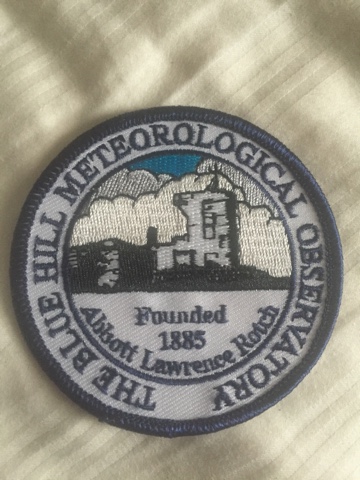 THE BLUE HILL METEOROLOGICAL OBSERVATORY
Founded
1885
Abbott Lawrence Rotch